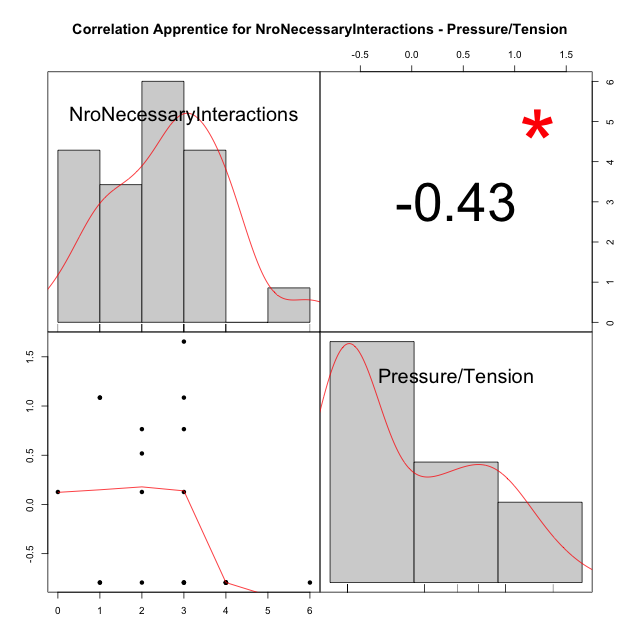 Correlation Apprentice for NroNecessaryInteractions - Pressure/Tension
-0.5 0.0 0.5 1.0 1.5
NroNecessaryInteractions
*
-0.43
6
5
4
3
2
1
0
Pressure/Tension
1.5
1.0
0.5
0.0
-0.5
0 1 2 3 4 5 6